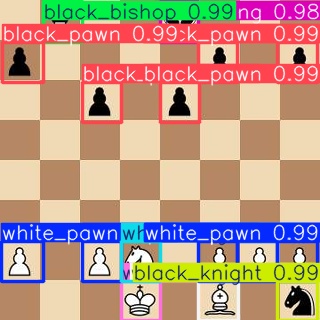 black_bishop 0.99 ng 0.98
black_pawn 0.99 :k_pawn 0.99
black_black_pawn 0.99
white_pawn wh white_pawn 0.99
black_knight 0.99